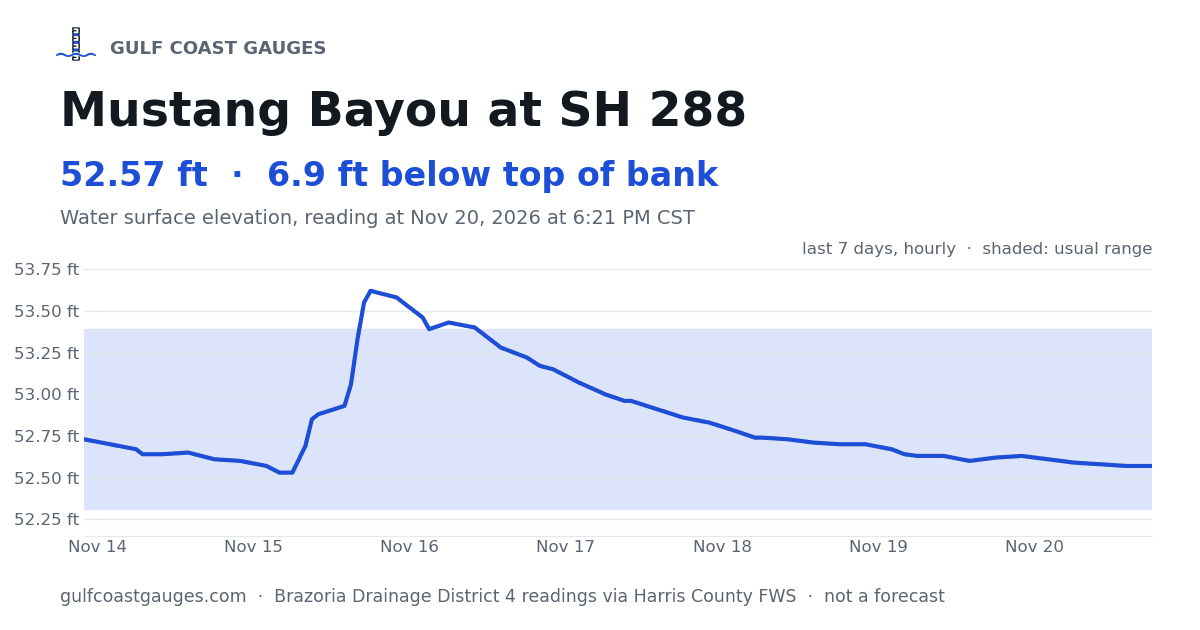 GULF COAST GAUGES
Mustang Bayou at SH 288
52.57 ft · 6.9 ft below top of bank
Water surface elevation, reading at Nov 20, 2026 at 6:21 PM CST
last 7 days, hourly · shaded: usual range
53.75 ft
53.50 ft
53.25 ft
53.00 ft
52.75 ft
52.50 ft
52.25 ft
Nov 14 Nov 15 Nov 16 Nov 17 Nov 18 Nov 19 Nov 20
gulfcoastgauges.com · Brazoria Drainage District 4 readings via Harris County FWS · not a forecast